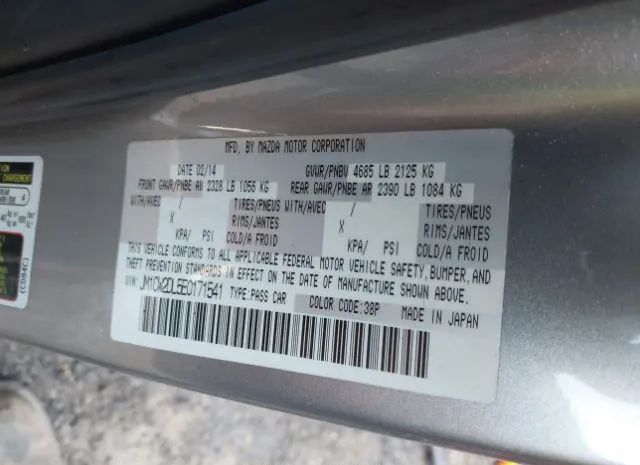 MFD. BY MAZDA MOTOR CORPORATION
DATE 02/14 GVWR/PNBV 4685 LB 2125 KG
FRONT GAWR/PNBE AV 2328 LB 1056 KG REAR GAWR/PNBE AR 2390 LB 1084 KG
WITH/AVEC / TIRES/PNEUS WITH/AVEC / TIRES/PNEUS
X RIMS/JANTES X RIMS/JANTES
KPA/ PSI COLD/A FROID KPA/ PSI COLD/A FROID
THIS VEHICLE CONFORMS TO ALL APPLICABLE FEDERAL MOTOR VEHICLE SAFETY, BUMPER, AND
THEFT PREVENTION STANDARDS IN EFFECT ON THE DATE OF MANUFACTURE SHOWN ABOVE.
VIN: JM1CW2DL5E0171541 TYPE: PASS CAR COLOR CODE: 38P MADE IN JAPAN
(CD84C)